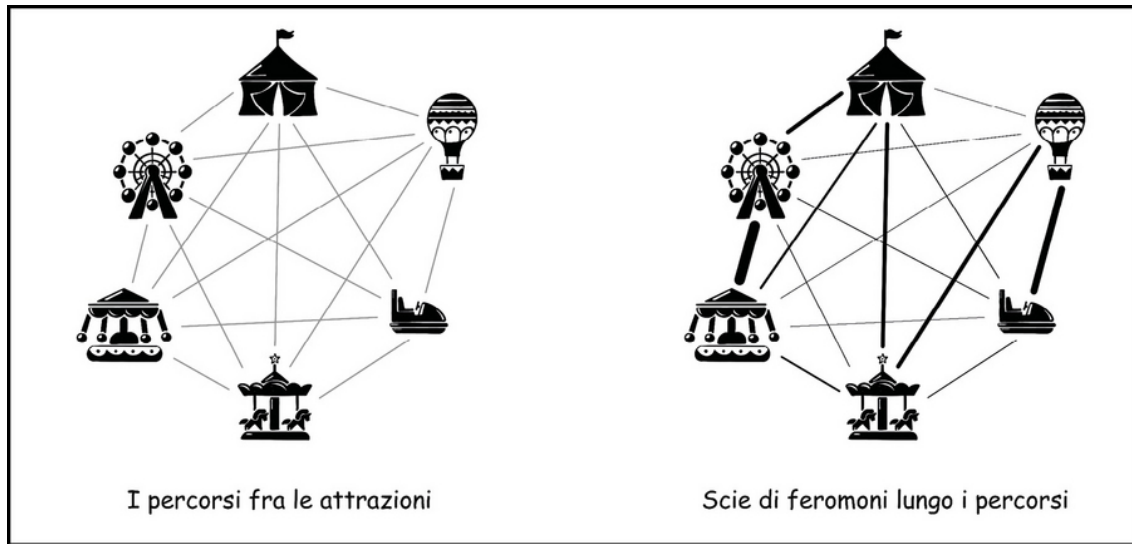 I percorsi fra le attrazioni
Scie di feromoni lungo i percorsi